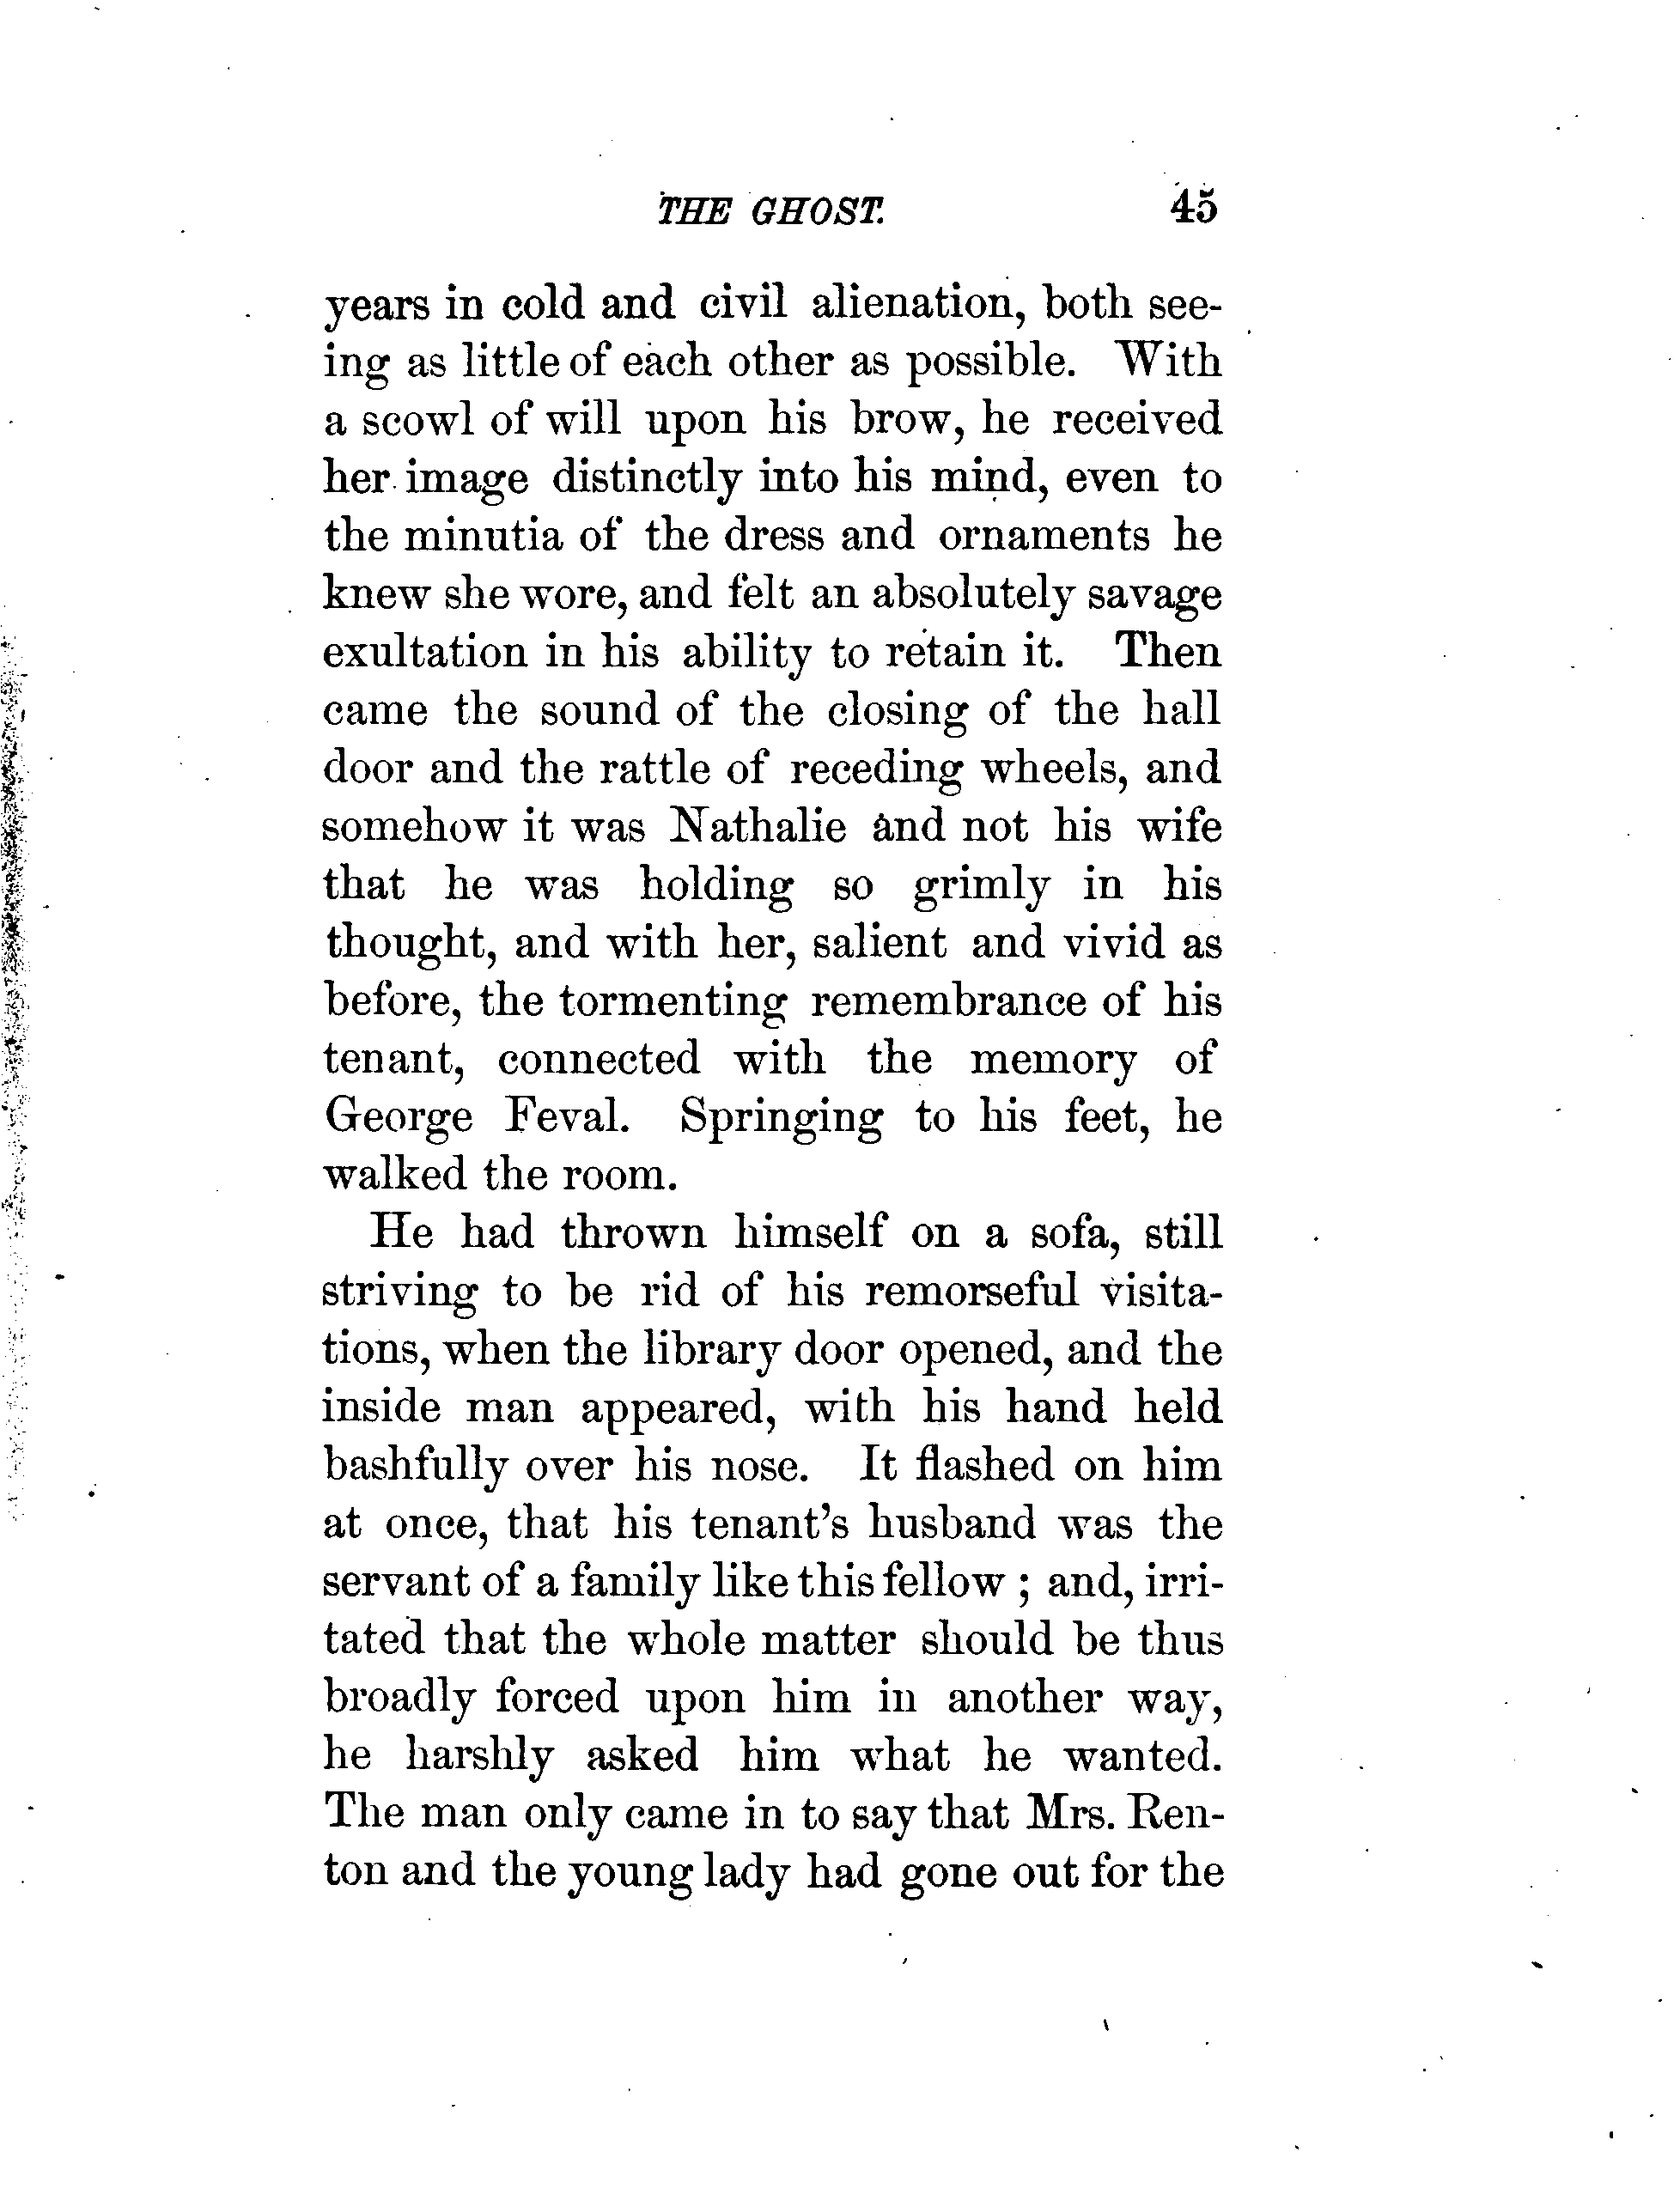 THE GHOST. 45
years in cold and civil alienation, both see-
ing as little of each other as possible. With
a scowl of will upon his brow, he received
her image distinctly into his mind, even to
the minutia of the dress and ornaments he
knew she wore, and felt an absolutely savage
exultation in his ability to retain it. Then
came the sound of the closing of the hall
door and the rattle of receding wheels, and
somehow it was Nathalie and not his wife
that he was holding so grimly in his
thought, and with her, salient and vivid as
before, the tormenting remembrance of his
tenant, connected with the memory of
George Feval. Springing to his feet, he
walked the room.
He had thrown himself on a sofa, still
striving to be rid of his remorseful visita-
tions, when the library door opened, and the
inside man appeared, with his hand held
bashfully over his nose. It flashed on him
at once, that his tenant's husband was the
servant of a family like this fellow ; and, irri-
tated that the whole matter should be thus
broadly forced upon him in another way,
he harshly asked him what he wanted.
The man only came in to say that Mrs. Ren-
ton and the young lady had gone out for the